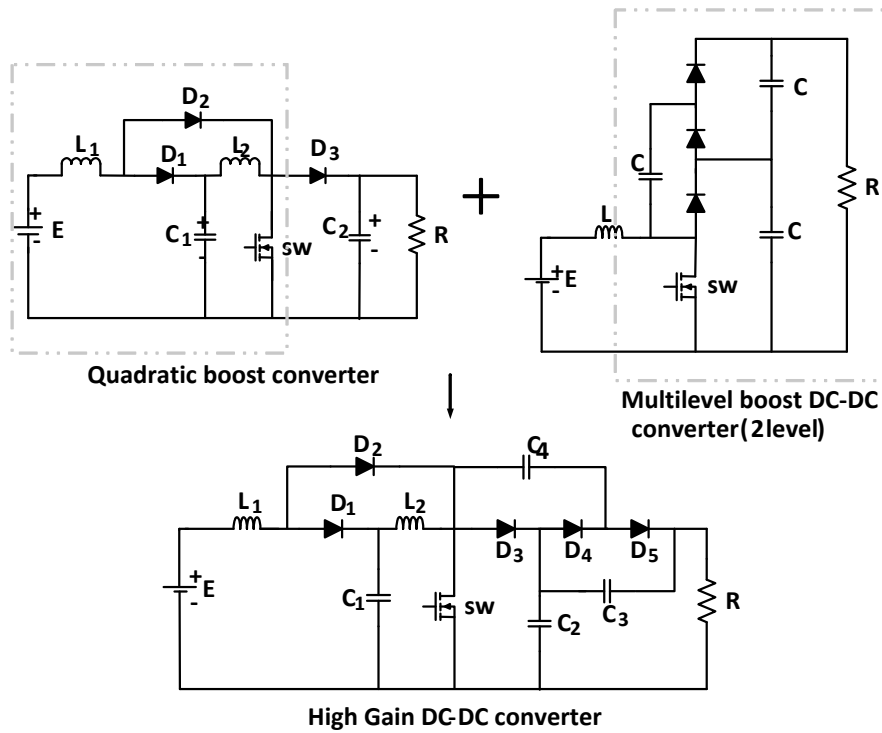 D2
L1
D1
L2
D3
+
E
-
C1
+
-
SW
C2
+
-
R
Quadratic boost converter
+
C
C
R
L
C
+
E
-
SW
Multilevel boost DC-DC
converter(2level)
D2
C4
L1
D1
L2
D3
D4
D5
+
E
-
C1
SW
C2
C3
R
High Gain DC-DC converter